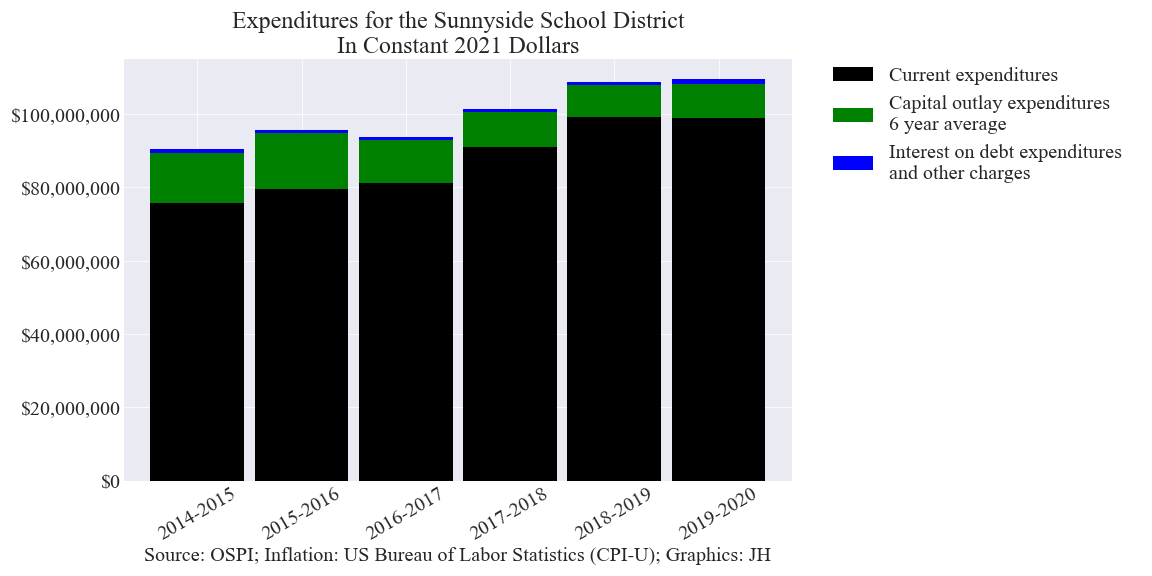 Expenditures for the Sunnyside School District
In Constant 2021 Dollars
Current expenditures
Capital outlay expenditures
6 year average
Interest on debt expenditures
and other charges
$100,000,000
$80,000,000
$60,000,000
$40,000,000
$20,000,000
$0
2014-2015
2015-2016
2016-2017
2017-2018
2018-2019
2019-2020
Source: OSPI; Inflation: US Bureau of Labor Statistics (CPI-U); Graphics: JH